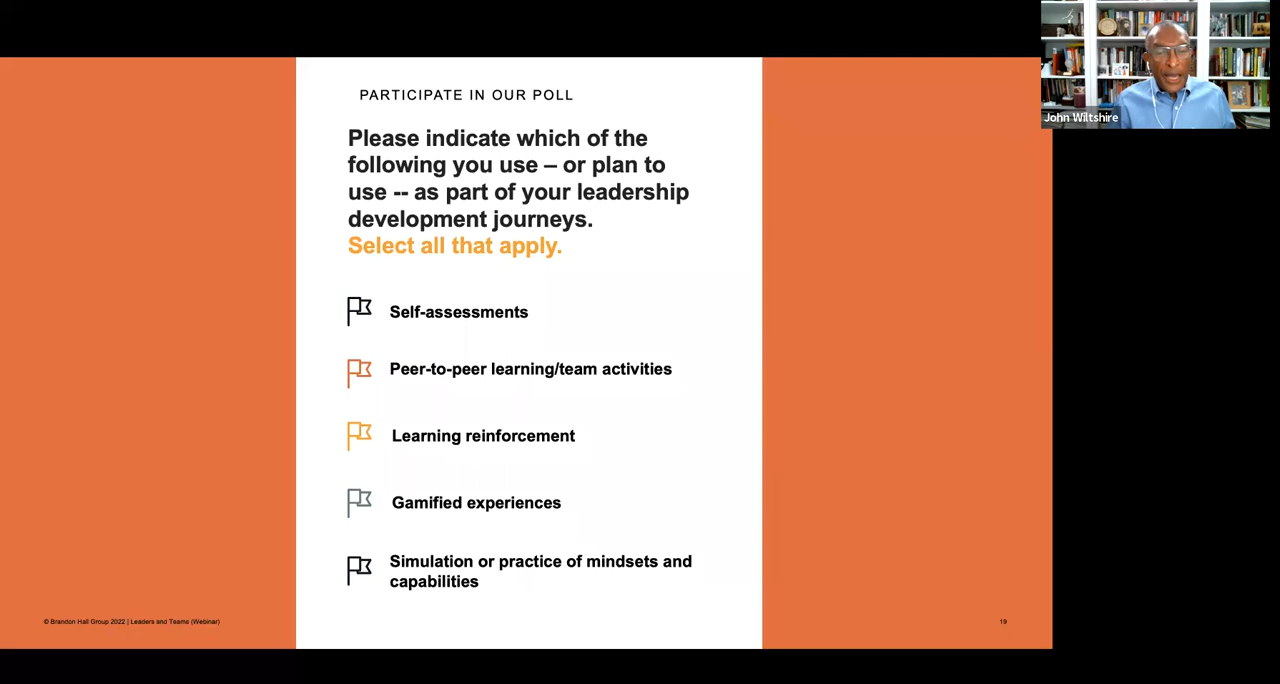 PARTICIPATE IN OUR POLL
Please indicate which of the
following you use – or plan to
use -- as part of your leadership
development journeys.
Select all that apply.
Self-assessments
Peer-to-peer learning/team activities
Learning reinforcement
Gamified experiences
Simulation or practice of mindsets and
capabilities
© Brandon Hall Group 2022 | Leaders and Teams (Webinar)
19
John Wiltshire